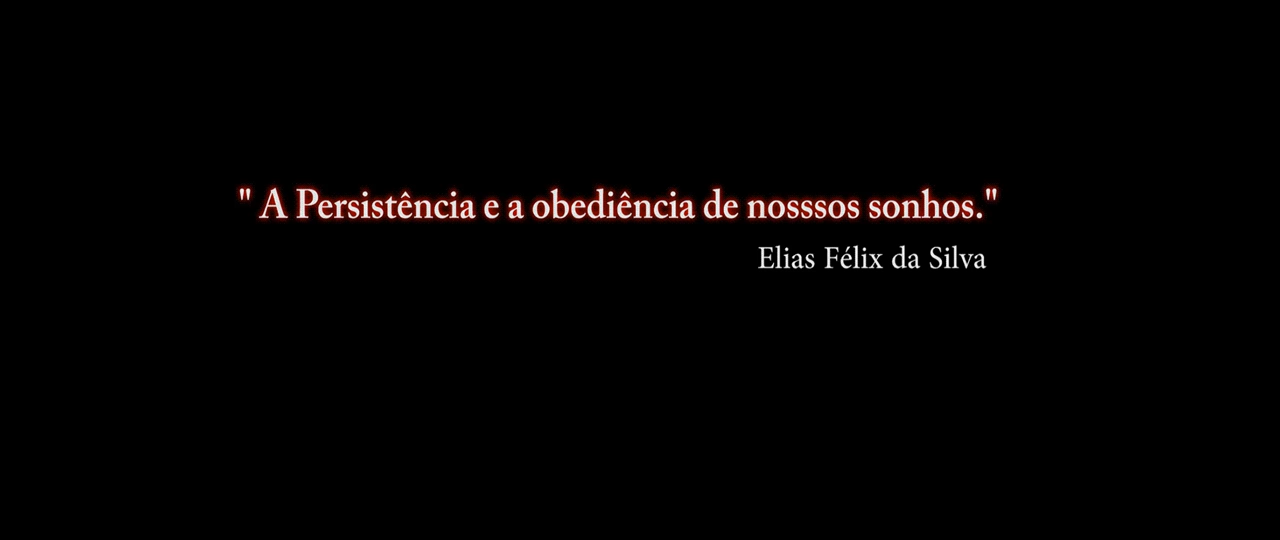 " A Persistência e a obediência de nosssos sonhos."
Elias Félix da Silva